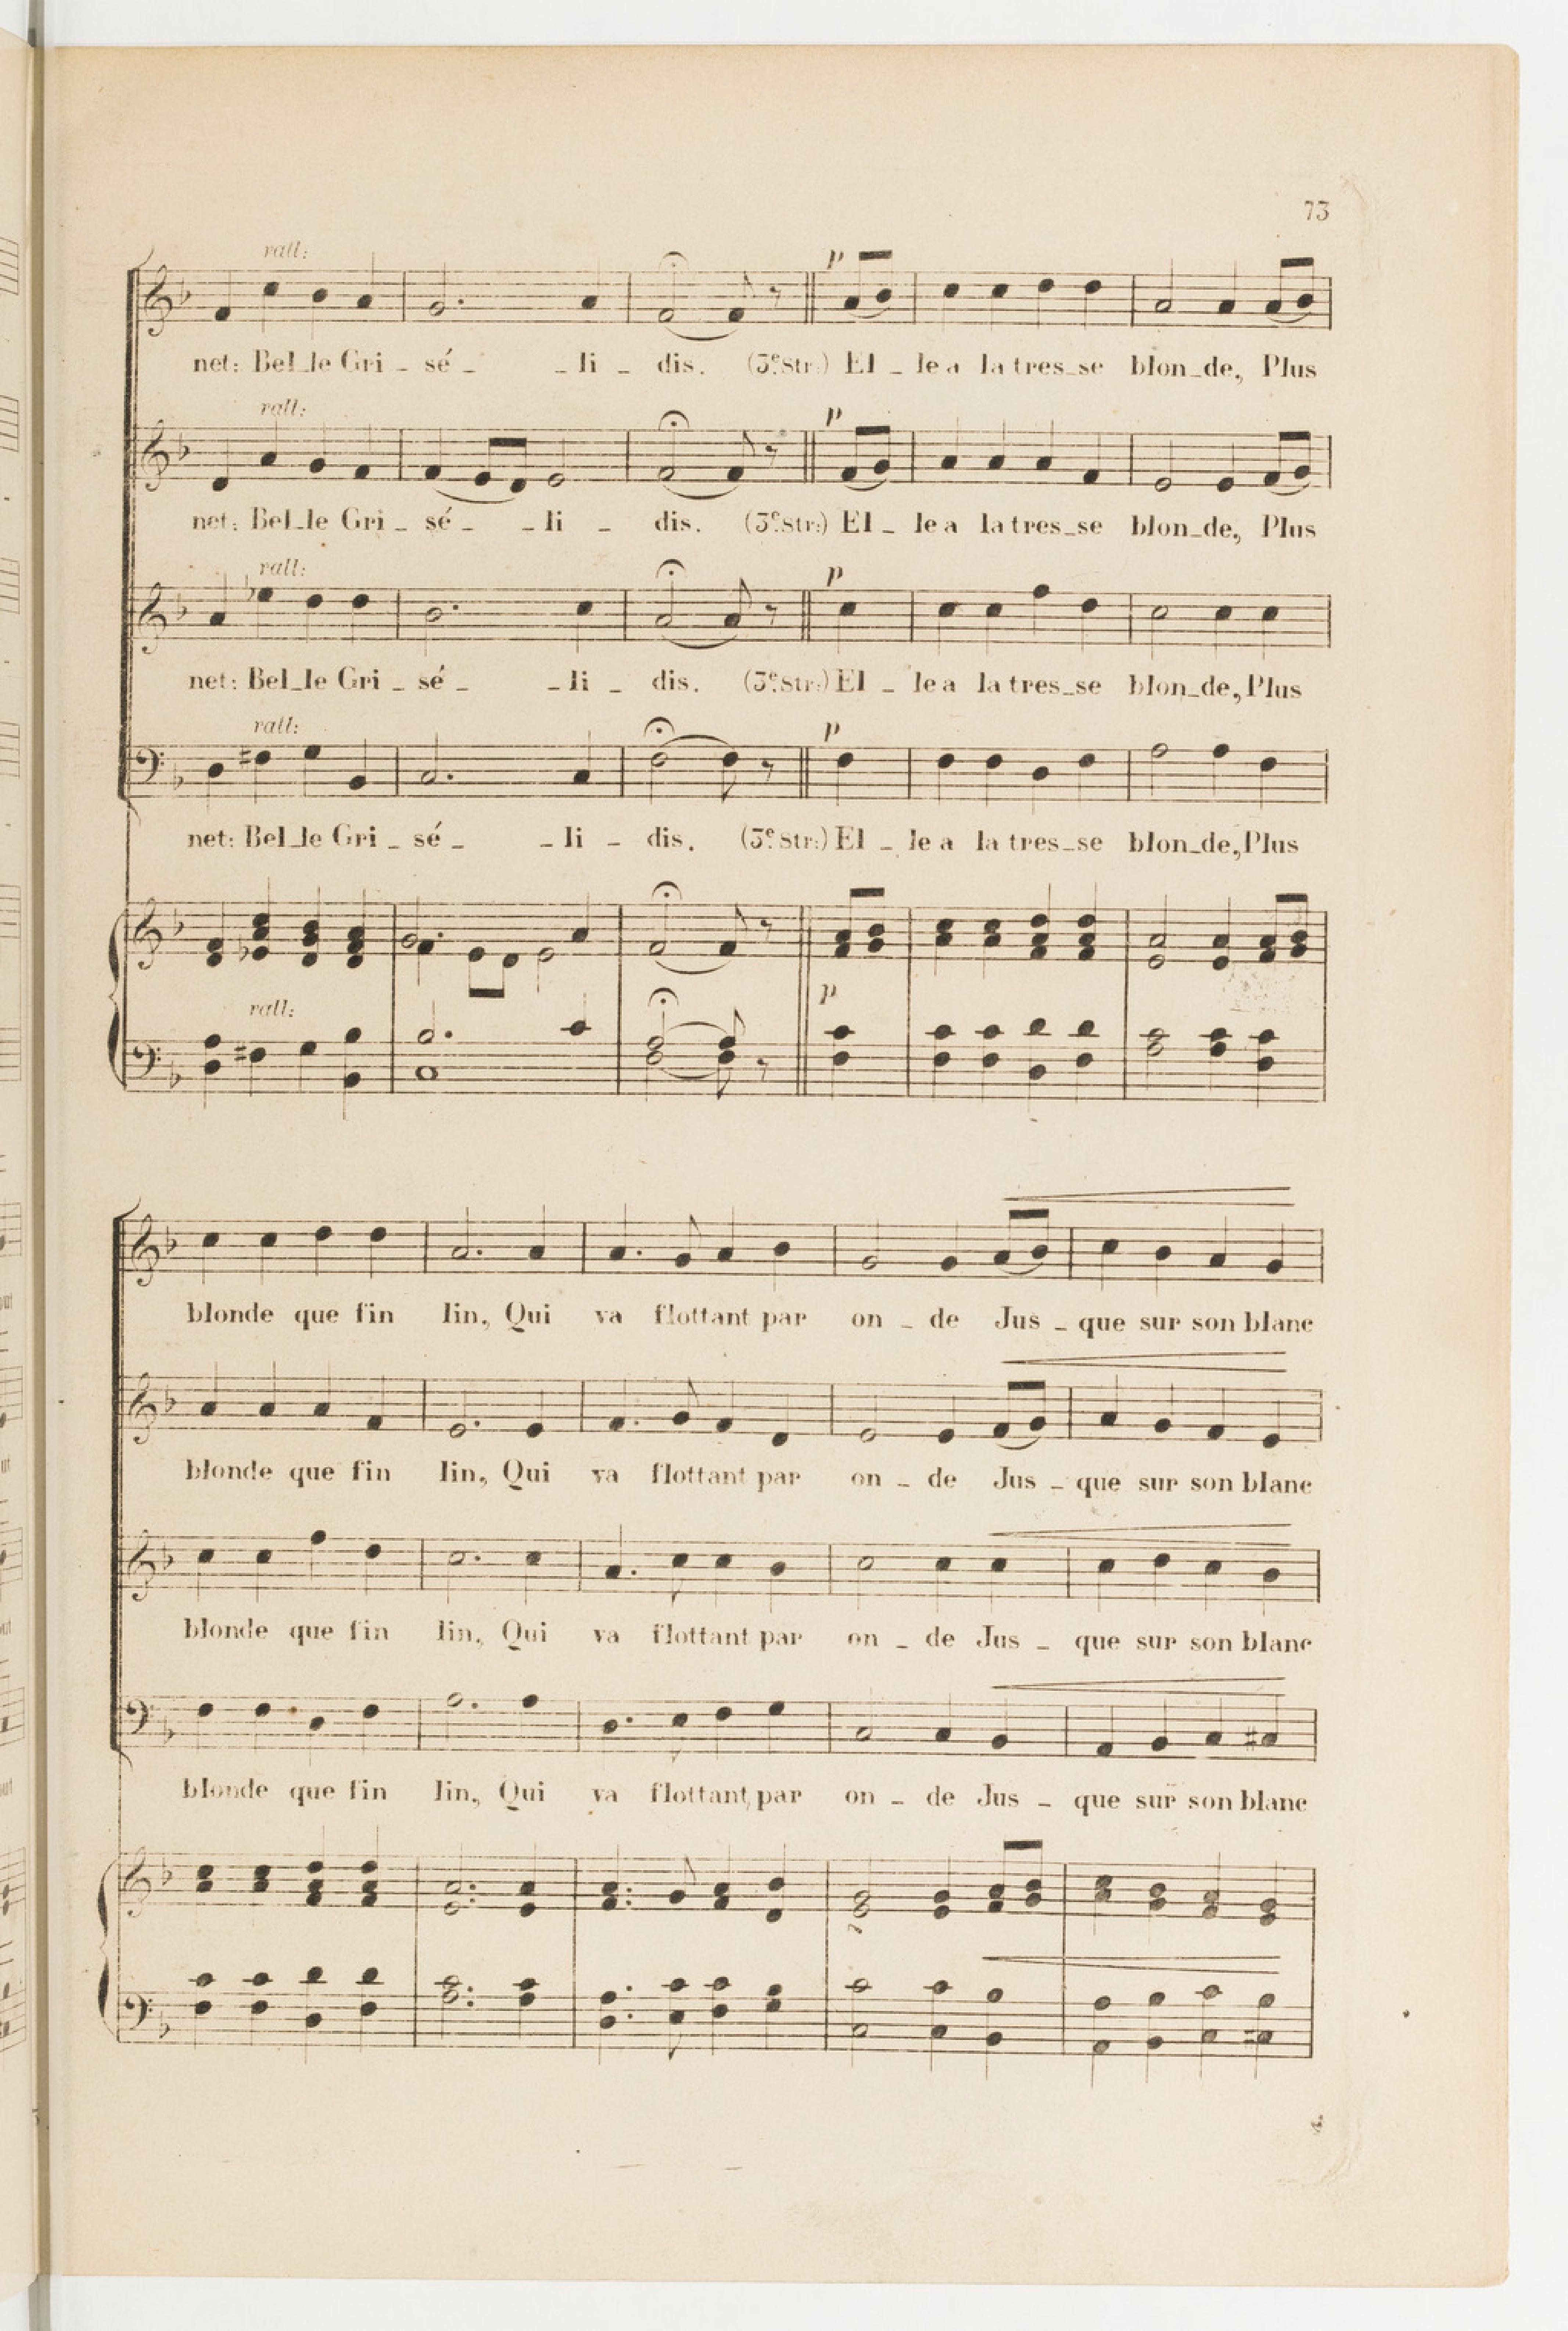 73
rall:
net: Bel_le Gri _ sé _ _ li _ dis. (3e Str:) El _ le a la tres_se blon_de, Plus
rall:
net: Bel_le Gri _ sé _ _ li _ dis. (3e Str:) El _ le a la tres_se blon_de, Plus
rall:
net: Bel_le Gri _ sé _ _ li _ dis. (3e Str:) El _ le a la tres_se blon_de, Plus
rall:
net: Bel_le Gri _ sé _ _ li _ dis. (3e Str:) El _ le a la tres_se blon_de, Plus
rall:
blonde que fin lin, Qui va flottant par on _ de Jus _ que sur son blanc
blonde que fin lin, Qui va flottant par on _ de Jus _ que sur son blanc
blonde que fin lin, Qui va flottant par on _ de Jus _ que sur son blanc
blonde que fin lin, Qui va flottant par on _ de Jus _ que sur son blanc